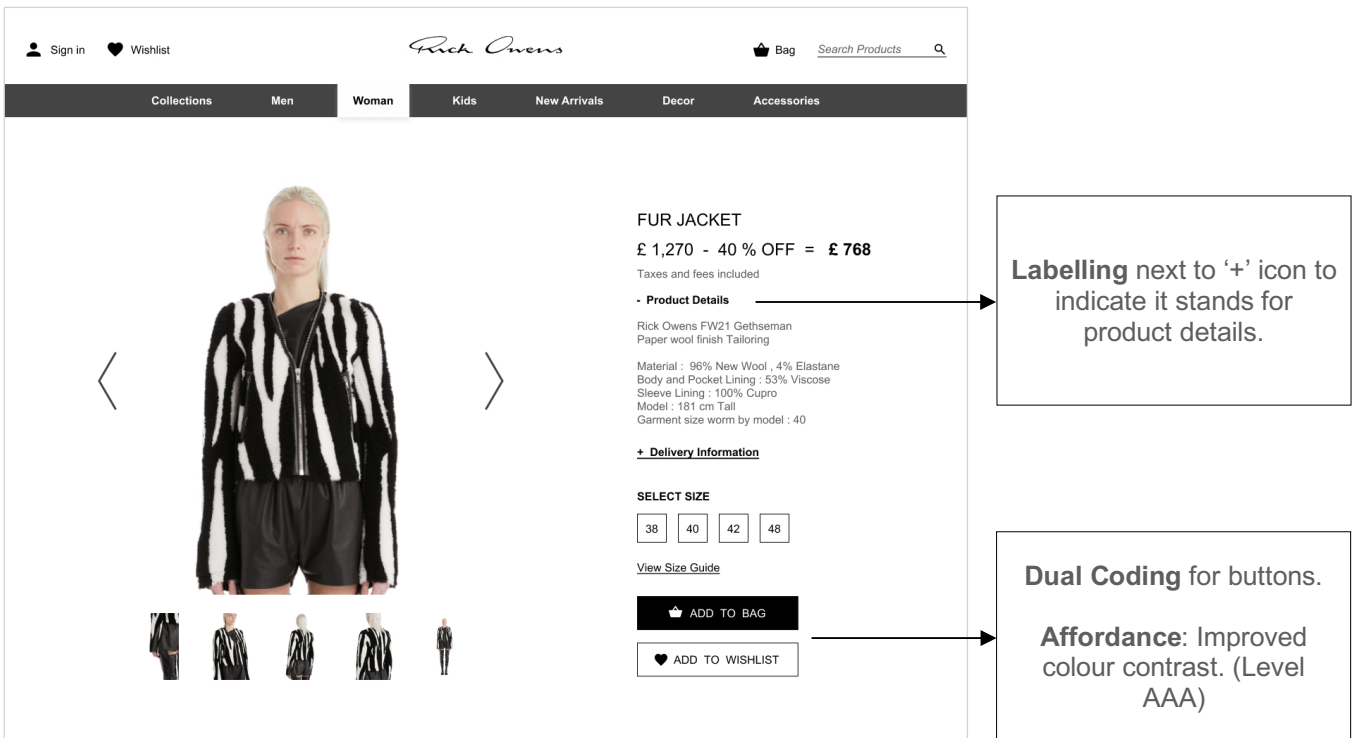 Sign in
Wishlist
Rick Owens
Bag
Search Products
Collections Men Woman Kids New Arrivals Decor Accessories
FUR JACKET
£ 1,270 - 40 % OFF = £ 768
Taxes and fees included
- Product Details
Rick Owens FW21 Gethseman
Paper wool finish Tailoring
Material : 96% New Wool , 4% Elastane
Body and Pocket Lining : 53% Viscose
Sleeve Lining : 100% Cupro
Model : 181 cm Tall
Garment size worm by model : 40
+ Delivery Information
SELECT SIZE
38 40 42 48
View Size Guide
ADD TO BAG
ADD TO WISHLIST
Labelling next to ‘+’ icon to
indicate it stands for
product details.
Dual Coding for buttons.
Affordance: Improved
colour contrast. (Level
AAA)